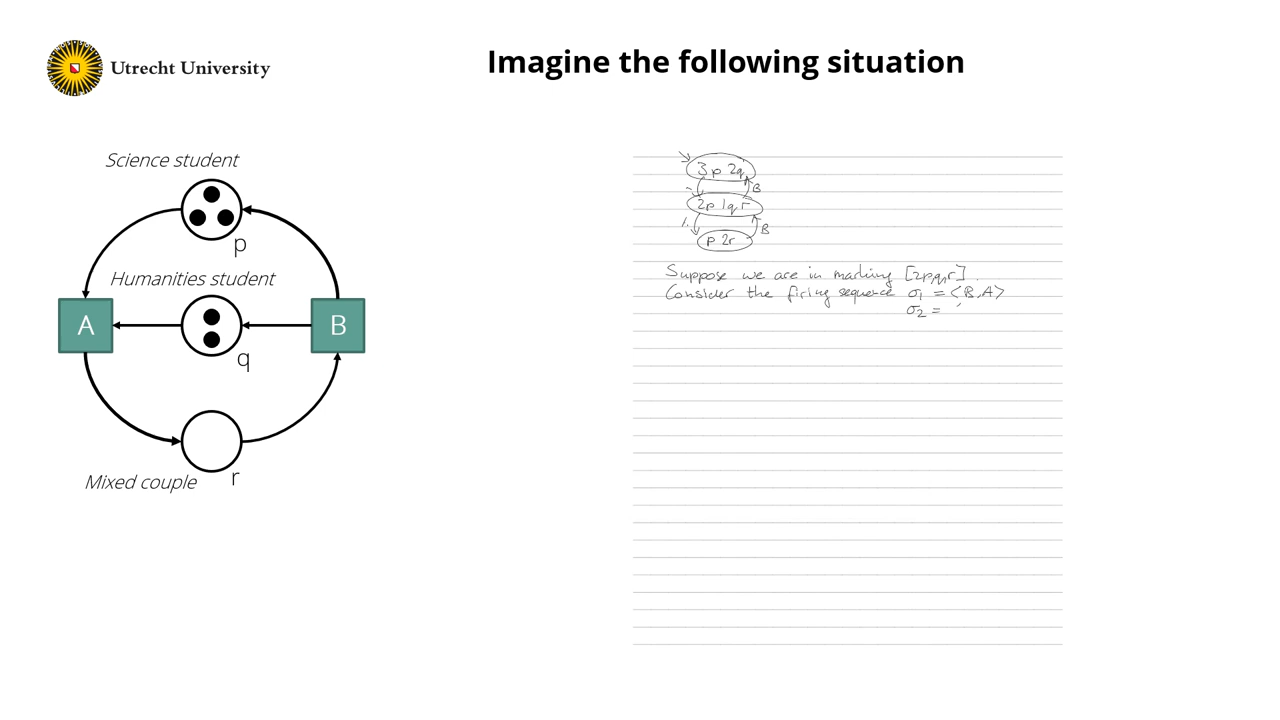 Utrecht University
Imagine the following situation
Science student
p
Humanities student
A
B
q
Mixed couple
r
3p 2q
B
2p 1q r
B
p 2r
Suppose we are in marking [2p,q,r].
Consider the firing sequence σ1 = ⟨B,A⟩
σ2 =